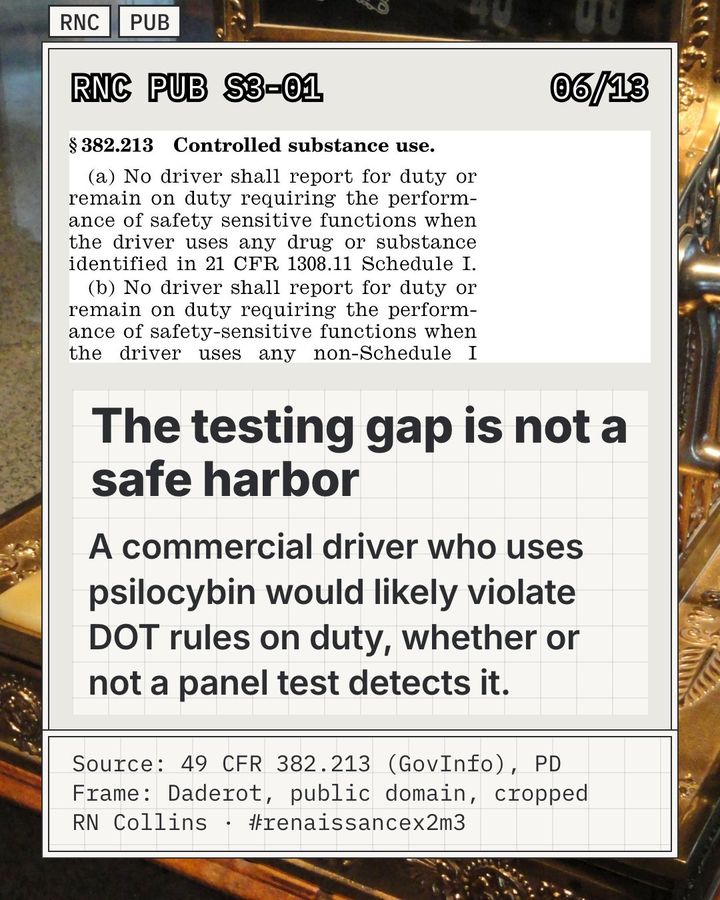 RNC PUB
RNC PUB S3-01 06/13
§ 382.213 Controlled substance use.
(a) No driver shall report for duty or
remain on duty requiring the perform-
ance of safety sensitive functions when
the driver uses any drug or substance
identified in 21 CFR 1308.11 Schedule I.
(b) No driver shall report for duty or
remain on duty requiring the perform-
ance of safety-sensitive functions when
the driver uses any non-Schedule I
The testing gap is not a
safe harbor
A commercial driver who uses
psilocybin would likely violate
DOT rules on duty, whether or
not a panel test detects it.
Source: 49 CFR 382.213 (GovInfo), PD
Frame: Daderot, public domain, cropped
RN Collins · #renaissancex2m3